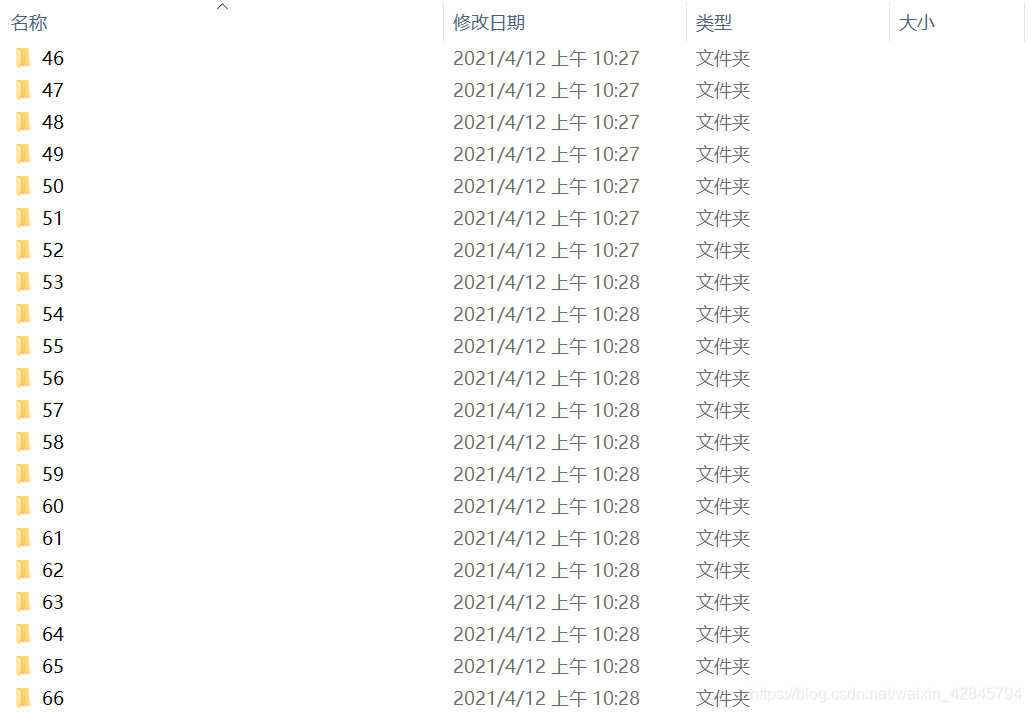 名称 修改日期 类型 大小
46 2021/4/12 上午 10:27 文件夹
47 2021/4/12 上午 10:27 文件夹
48 2021/4/12 上午 10:27 文件夹
49 2021/4/12 上午 10:27 文件夹
50 2021/4/12 上午 10:27 文件夹
51 2021/4/12 上午 10:27 文件夹
52 2021/4/12 上午 10:27 文件夹
53 2021/4/12 上午 10:28 文件夹
54 2021/4/12 上午 10:28 文件夹
55 2021/4/12 上午 10:28 文件夹
56 2021/4/12 上午 10:28 文件夹
57 2021/4/12 上午 10:28 文件夹
58 2021/4/12 上午 10:28 文件夹
59 2021/4/12 上午 10:28 文件夹
60 2021/4/12 上午 10:28 文件夹
61 2021/4/12 上午 10:28 文件夹
62 2021/4/12 上午 10:28 文件夹
63 2021/4/12 上午 10:28 文件夹
64 2021/4/12 上午 10:28 文件夹
65 2021/4/12 上午 10:28 文件夹
66 2021/4/12 上午 10:28 文件夹
https://blog.csdn.net/weixin_42845794